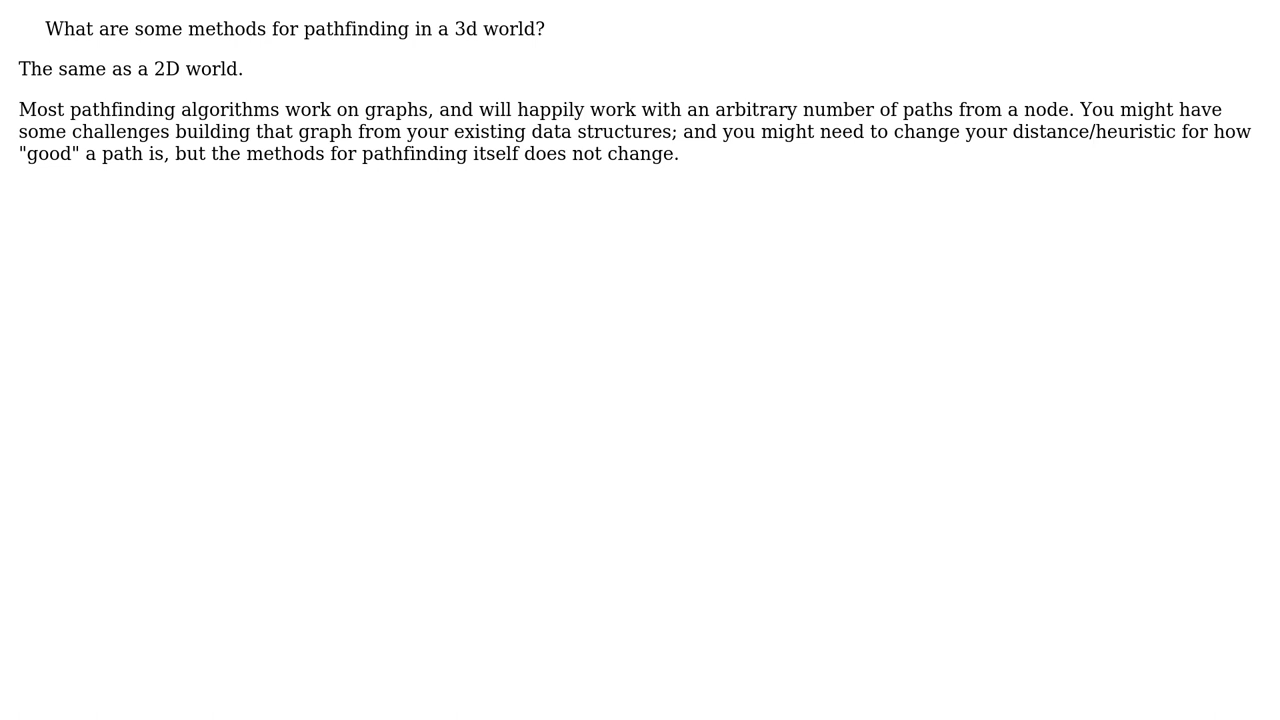 What are some methods for pathfinding in a 3d world?
The same as a 2D world.
Most pathfinding algorithms work on graphs, and will happily work with an arbitrary number of paths from a node. You might have
some challenges building that graph from your existing data structures; and you might need to change your distance/heuristic for how
"good" a path is, but the methods for pathfinding itself does not change.